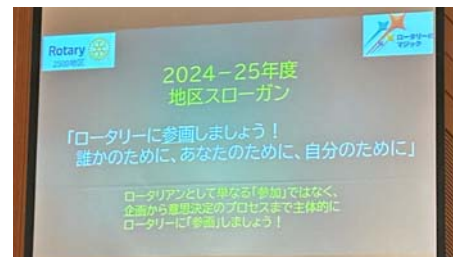 Rotary
2500地区
ロータリーに
マジック
2024－25年度
地区スローガン
「ロータリーに参画しましょう！
誰かのために、あなたのために、自分のために」
ロータリアンとして単なる「参加」ではなく、
企画から意思決定のプロセスまで主体的に
ロータリーに「参画」しましょう！